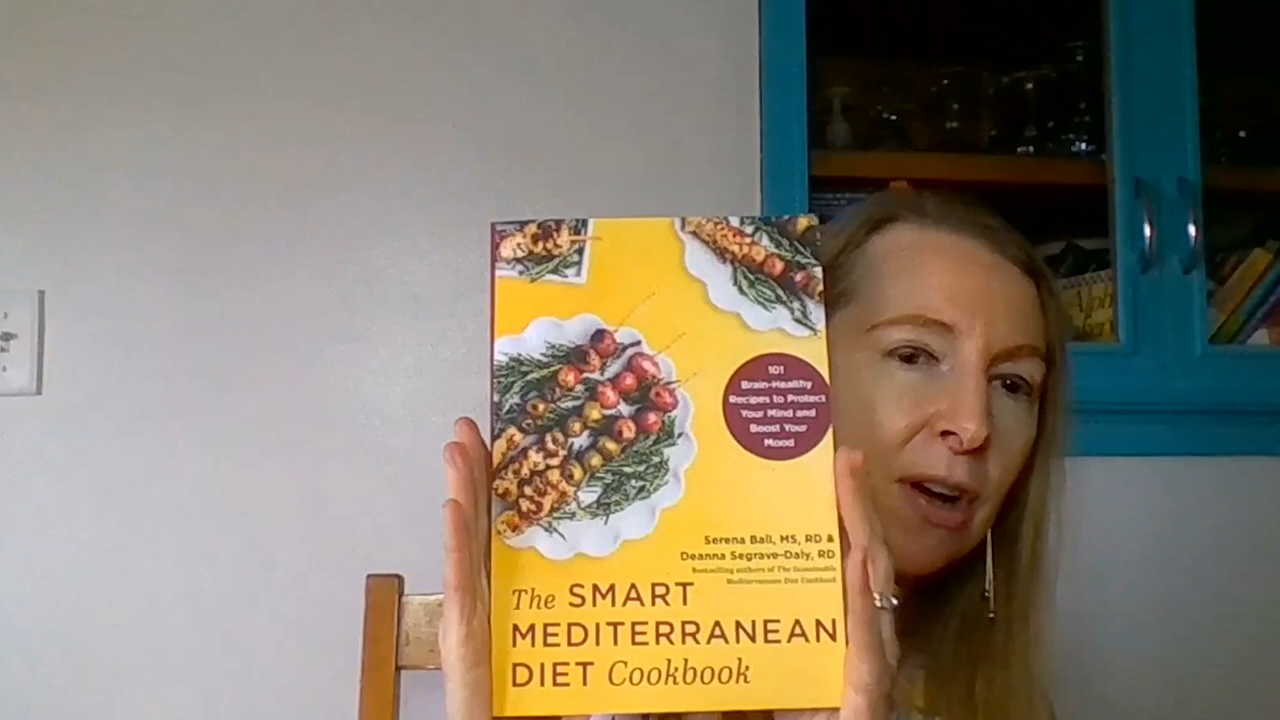 101
Brain-Healthy
Recipes to Protect
Your Mind and
Boost Your
Mood
Serena Ball, MS, RD &
Deanna Segrave-Daly, RD
Bestselling authors of The Sustainable
Mediterranean Diet Cookbook
The SMART
MEDITERRANEAN
DIET Cookbook